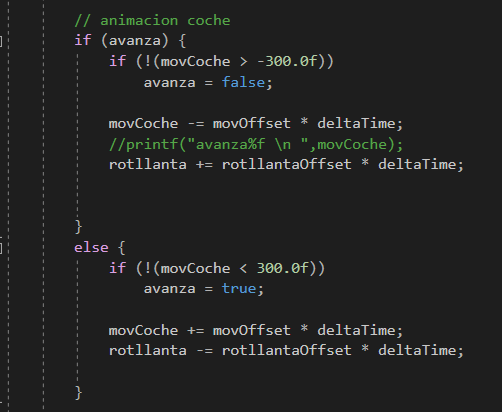 // animacion coche
if (avanza) {
if (!(movCoche > -300.0f))
avanza = false;
movCoche -= movOffset * deltaTime;
//printf("avanza%f \n ",movCoche);
rotllanta += rotllantaOffset * deltaTime;
}
else {
if (!(movCoche < 300.0f))
avanza = true;
movCoche += movOffset * deltaTime;
rotllanta -= rotllantaOffset * deltaTime;
}